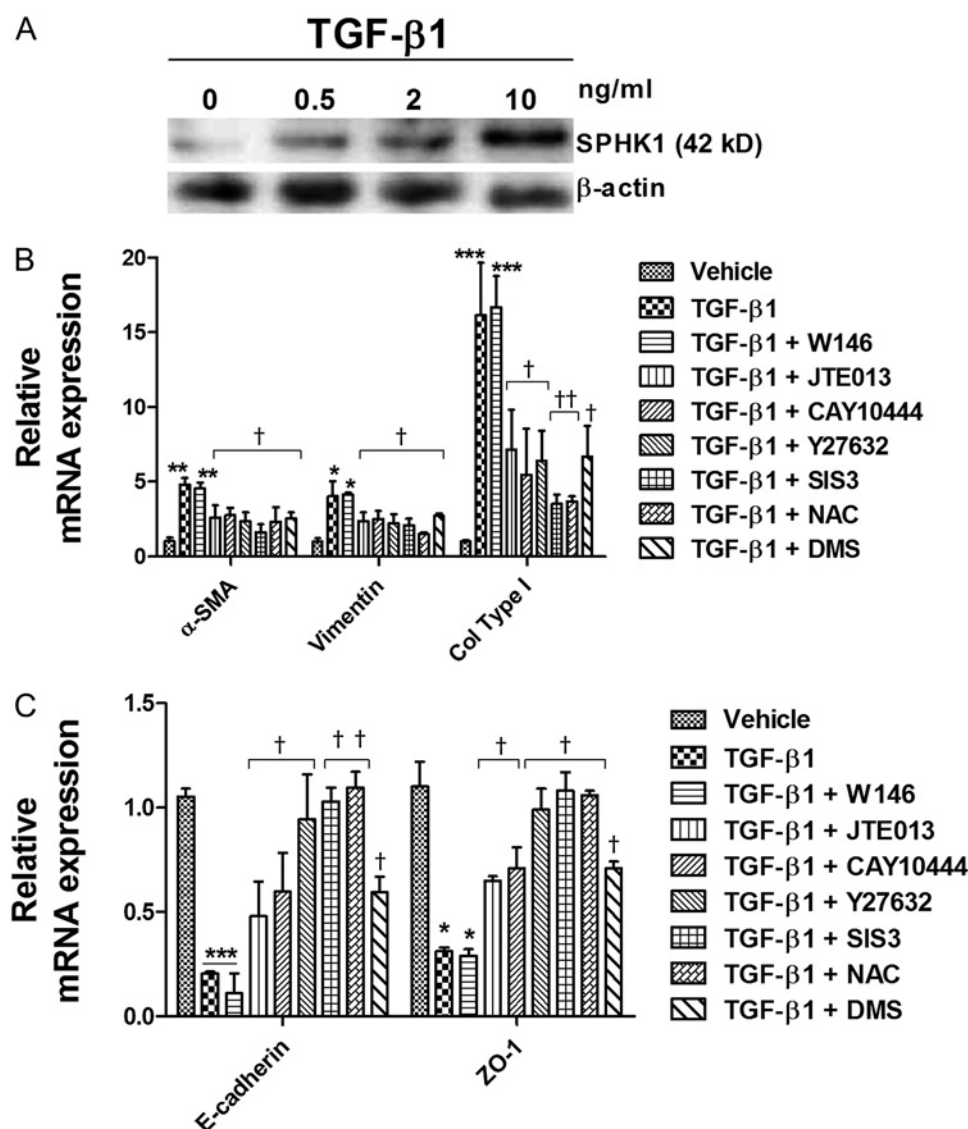 A
TGF-β1
0 0.5 2 10 ng/ml
SPHK1 (42 kD)
β-actin
B
Relative
mRNA expression
20
15
10
5
0
** ** † * * † *** *** † †† †
α-SMA
Vimentin
Col Type I
Vehicle
TGF-β1
TGF-β1 + W146
TGF-β1 + JTE013
TGF-β1 + CAY10444
TGF-β1 + Y27632
TGF-β1 + SIS3
TGF-β1 + NAC
TGF-β1 + DMS
C
Relative
mRNA expression
1.5
1.0
0.5
0.0
*** † † † † * * † † †
E-cadherin
ZO-1
Vehicle
TGF-β1
TGF-β1 + W146
TGF-β1 + JTE013
TGF-β1 + CAY10444
TGF-β1 + Y27632
TGF-β1 + SIS3
TGF-β1 + NAC
TGF-β1 + DMS